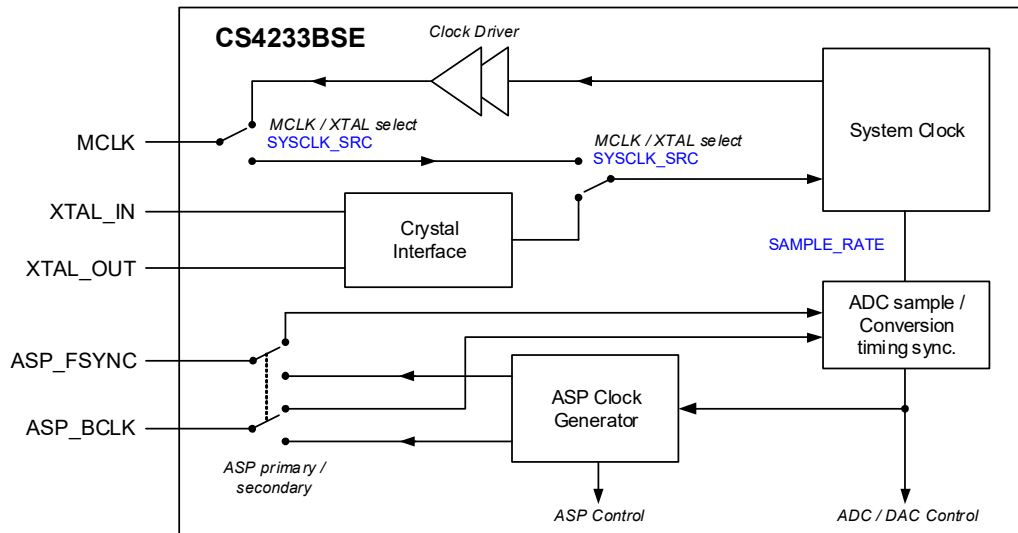 CS4233BSE
Clock Driver
MCLK
MCLK / XTAL select
SYSCLK_SRC
MCLK / XTAL select
SYSCLK_SRC
System Clock
XTAL_IN
XTAL_OUT
Crystal
Interface
SAMPLE_RATE
ADC sample /
Conversion
timing sync.
ASP_FSYNC
ASP_BCLK
ASP Clock
Generator
ASP primary /
secondary
ASP Control
ADC / DAC Control